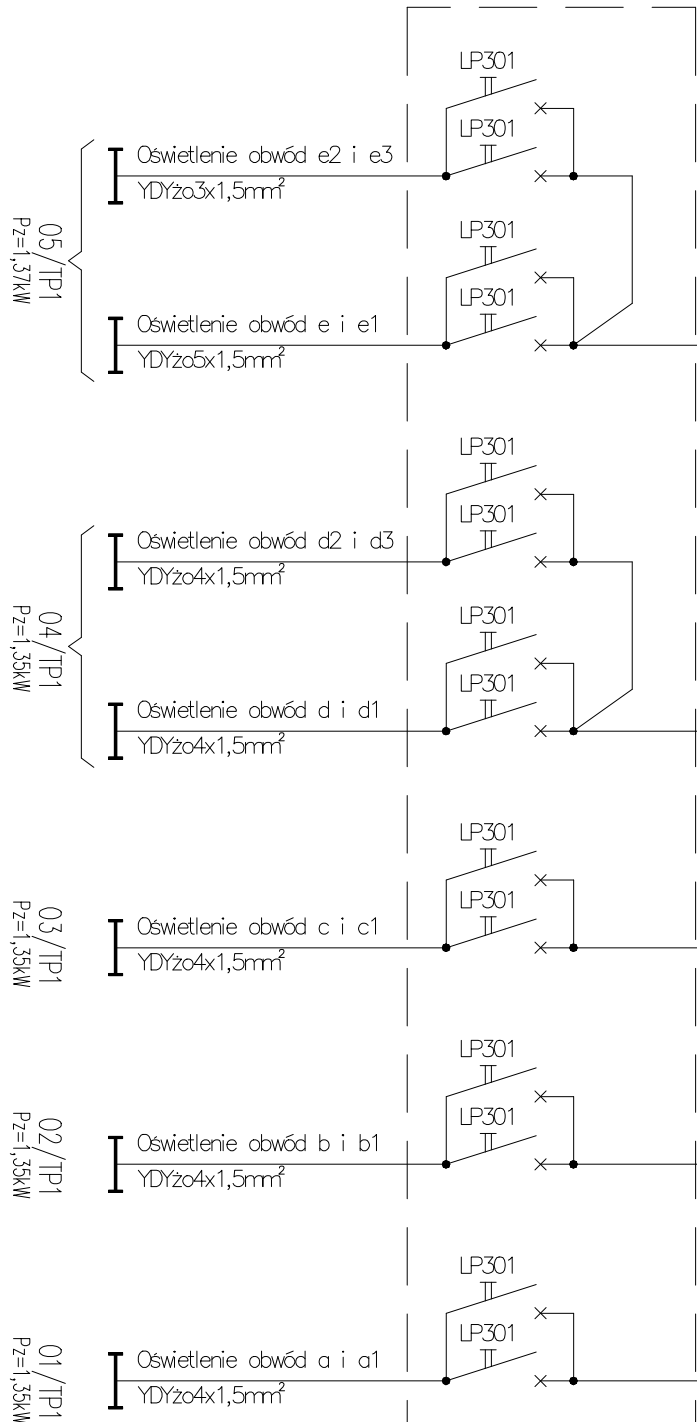 LP301
LP301
Oświetlenie obwód e2 i e3
YDYżo3x1,5mm²
LP301
LP301
Oświetlenie obwód e i e1
YDYżo5x1,5mm²
05/TP1
Pz=1,37kW
LP301
LP301
Oświetlenie obwód d2 i d3
YDYżo4x1,5mm²
LP301
LP301
Oświetlenie obwód d i d1
YDYżo4x1,5mm²
04/TP1
Pz=1,35kW
LP301
LP301
Oświetlenie obwód c i c1
YDYżo4x1,5mm²
03/TP1
Pz=1,35kW
LP301
LP301
Oświetlenie obwód b i b1
YDYżo4x1,5mm²
02/TP1
Pz=1,35kW
LP301
LP301
Oświetlenie obwód a i a1
YDYżo4x1,5mm²
01/TP1
Pz=1,35kW